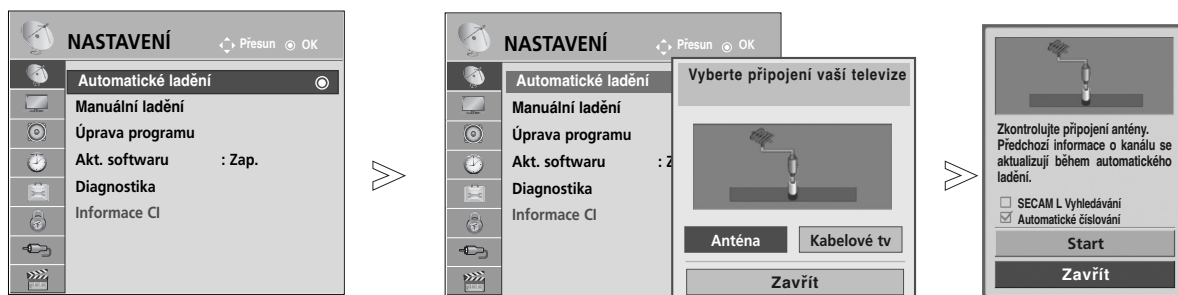 NASTAVENÍ Přesun OK
Automatické ladění
Manuální ladění
Úprava programu
Akt. softwaru : Zap.
Diagnostika
Informace CI
NASTAVENÍ Přesun OK
Automatické ladění
Manuální ladění
Úprava programu
Akt. softwaru : Z
Diagnostika
Informace CI
Vyberte připojení vaší televize
Anténa Kabelové tv
Zavřít
Zkontrolujte připojení antény.
Předchozí informace o kanálu se
aktualizují během automatického
ladění.
SECAM L Vyhledávání
Automatické číslování
Start
Zavřít